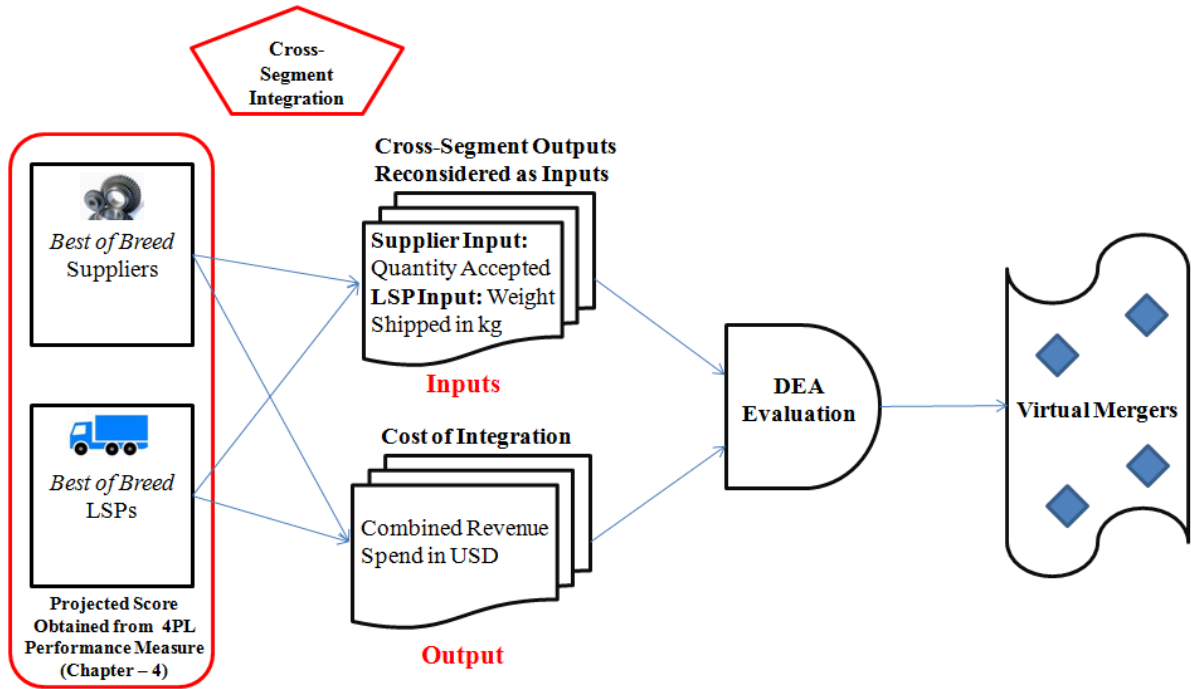 Cross-
Segment
Integration
Best of Breed
Suppliers
Best of Breed
LSPs
Projected Score
Obtained from 4PL
Performance Measure
(Chapter – 4)
Cross-Segment Outputs
Reconsidered as Inputs
Supplier Input:
Quantity Accepted
LSP Input: Weight
Shipped in kg
Inputs
Cost of Integration
Combined Revenue
Spend in USD
Output
DEA
Evaluation
Virtual Mergers